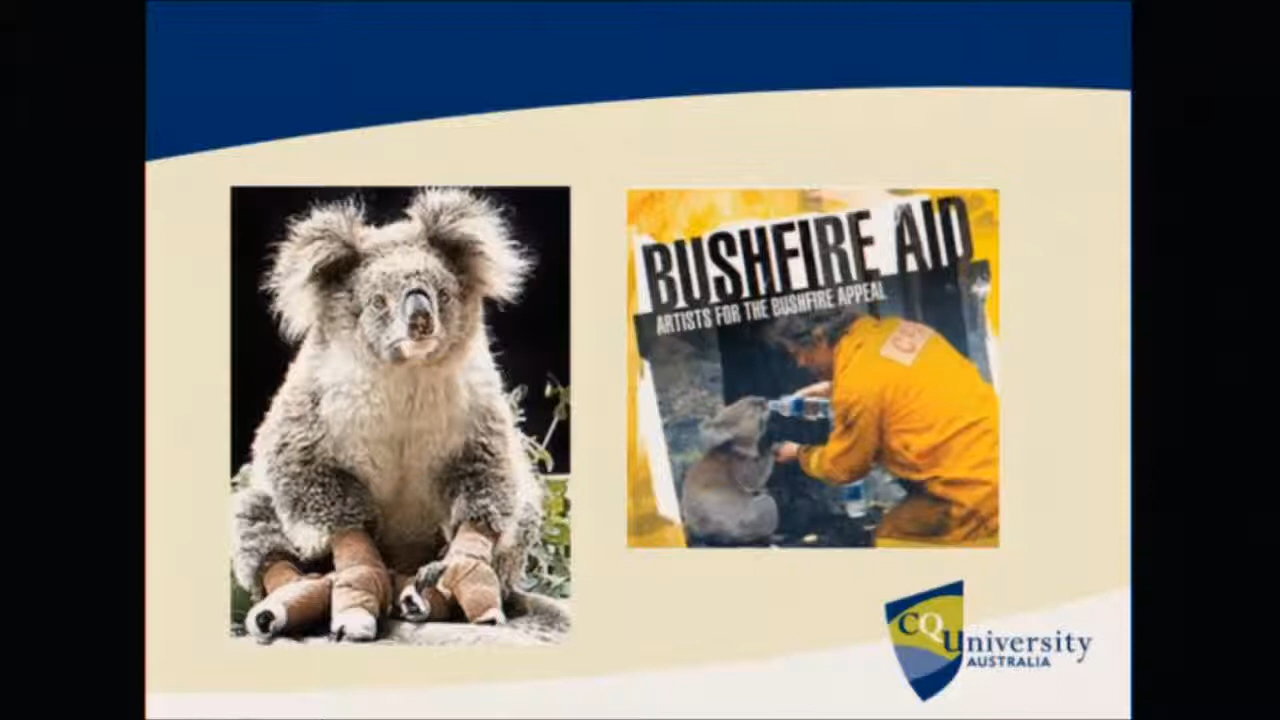 BUSHFIRE AID
ARTISTS FOR THE BUSHFIRE APPEAL
CQUniversity
AUSTRALIA